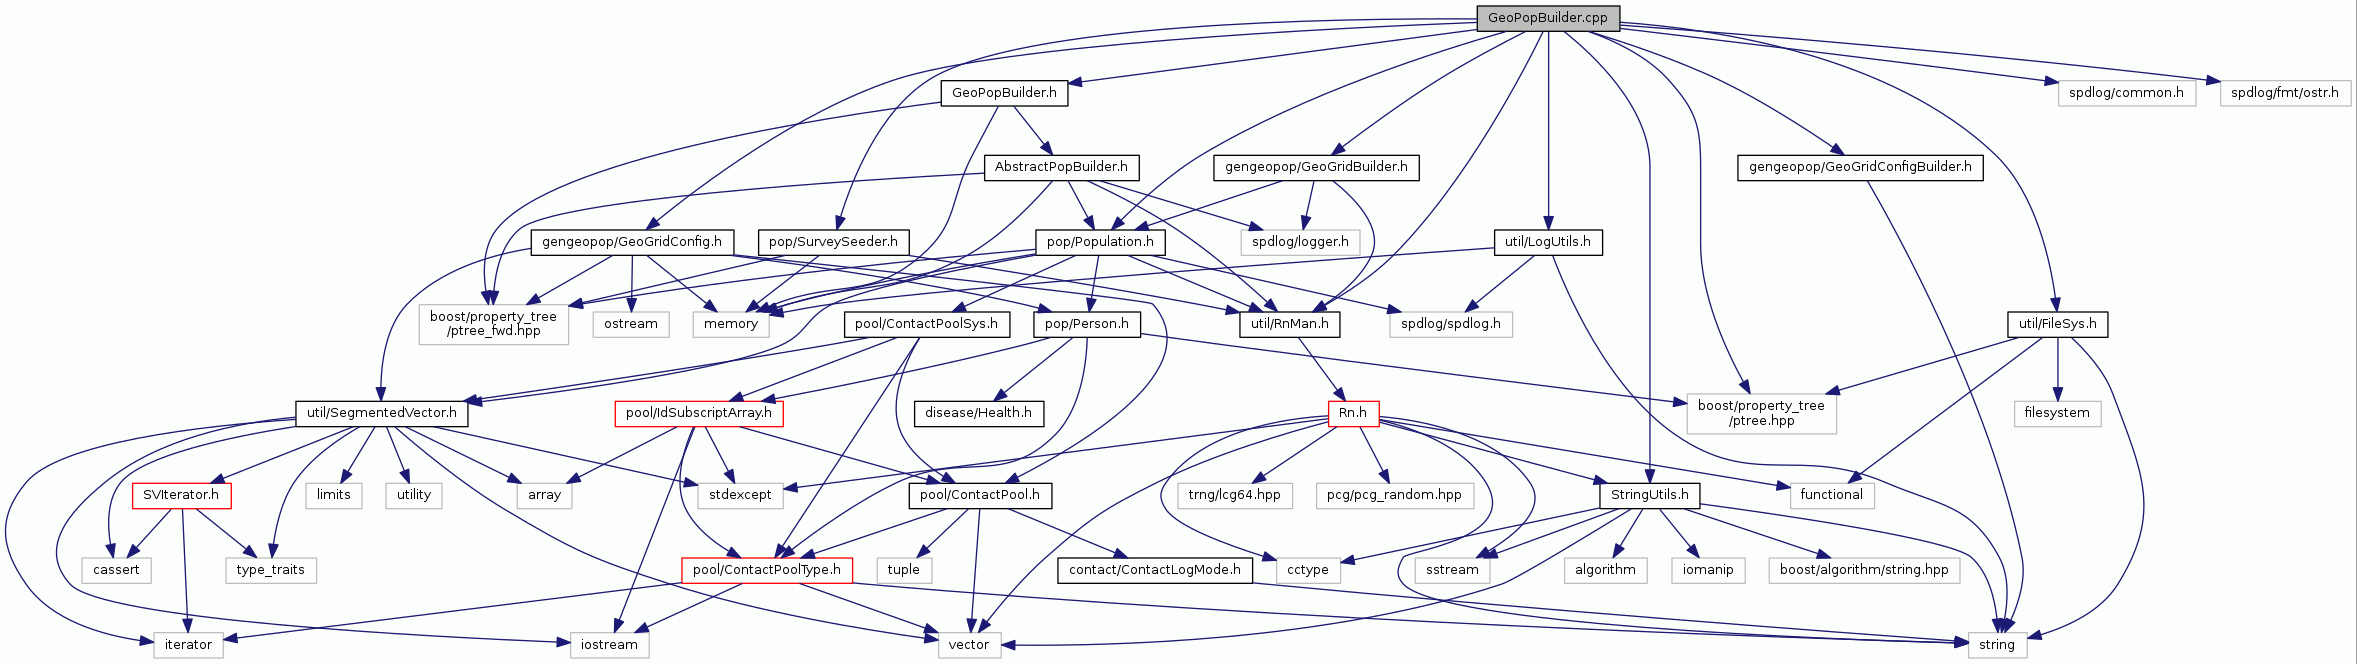 GeoPopBuilder.cpp
GeoPopBuilder.h
spdlog/common.h
spdlog/fmt/ostr.h
AbstractPopBuilder.h
gengeopop/GeoGridBuilder.h
gengeopop/GeoGridConfigBuilder.h
gengeopop/GeoGridConfig.h
pop/SurveySeeder.h
pop/Population.h
spdlog/logger.h
util/LogUtils.h
boost/property_tree
/ptree_fwd.hpp
ostream
memory
pool/ContactPoolSys.h
pop/Person.h
util/RnMan.h
spdlog/spdlog.h
util/FileSys.h
util/SegmentedVector.h
pool/IdSubscriptArray.h
disease/Health.h
Rn.h
boost/property_tree
/ptree.hpp
filesystem
SVIterator.h
limits
utility
array
stdexcept
pool/ContactPool.h
trng/lcg64.hpp
pcg/pcg_random.hpp
StringUtils.h
functional
cassert
type_traits
pool/ContactPoolType.h
tuple
contact/ContactLogMode.h
cctype
sstream
algorithm
iomanip
boost/algorithm/string.hpp
iterator
iostream
vector
string